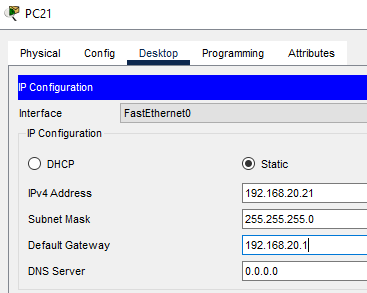 PC21
Physical Config Desktop Programming Attributes
IP Configuration
Interface FastEthernet0
IP Configuration
DHCP Static
IPv4 Address 192.168.20.21
Subnet Mask 255.255.255.0
Default Gateway 192.168.20.1
DNS Server 0.0.0.0